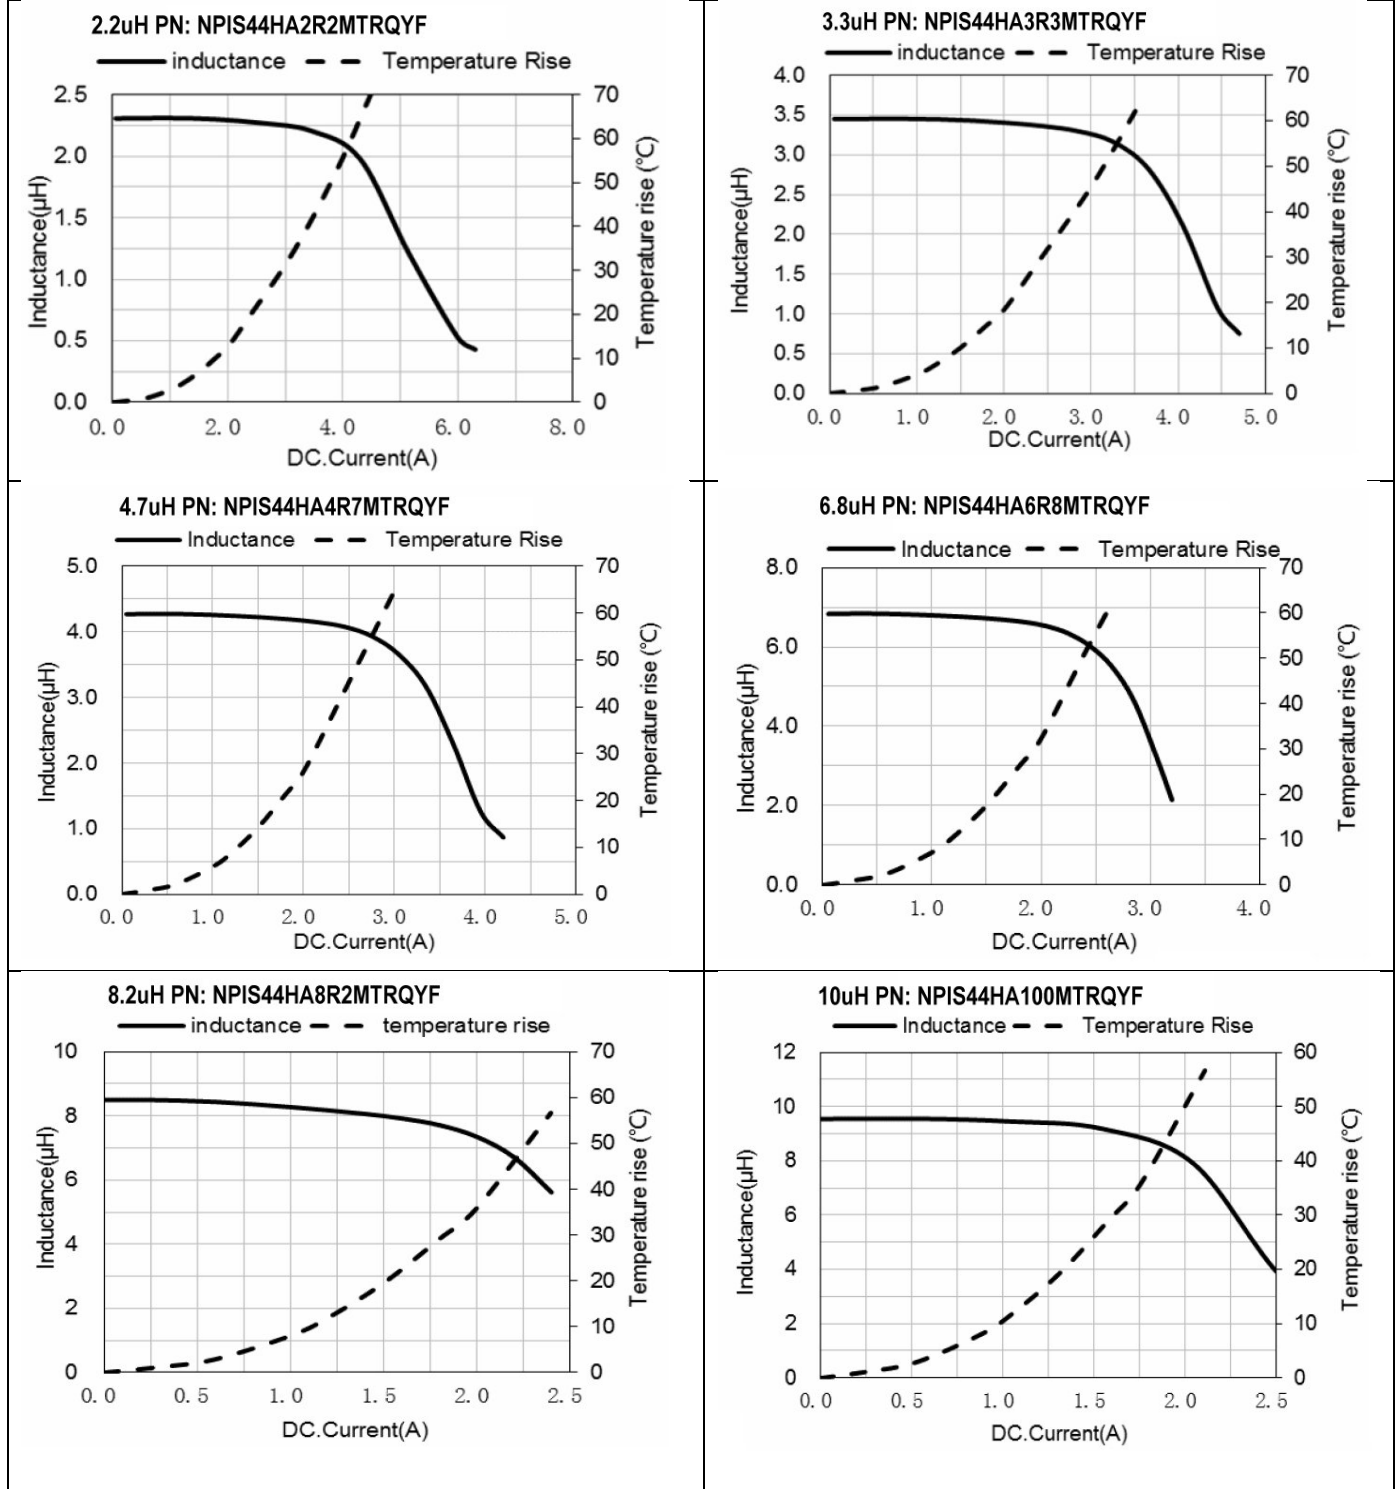 2.2uH PN: NPIS44HA2R2MTRQYF
inductance Temperature Rise
2.5
2.0
1.5
1.0
0.5
0.0
Inductance(µH)
70
60
50
40
30
20
10
0
Temperature rise (℃)
0.0 2.0 4.0 6.0 8.0
DC.Current(A)
3.3uH PN: NPIS44HA3R3MTRQYF
inductance Temperature Rise
4.0
3.5
3.0
2.5
2.0
1.5
1.0
0.5
0.0
Inductance(µH)
70
60
50
40
30
20
10
0
Temperature rise (℃)
0.0 1.0 2.0 3.0 4.0 5.0
DC.Current(A)
4.7uH PN: NPIS44HA4R7MTRQYF
Inductance Temperature Rise
5.0
4.0
3.0
2.0
1.0
0.0
Inductance(µH)
70
60
50
40
30
20
10
0
Temperature rise (℃)
0.0 1.0 2.0 3.0 4.0 5.0
DC.Current(A)
6.8uH PN: NPIS44HA6R8MTRQYF
Inductance Temperature Rise
8.0
6.0
4.0
2.0
0.0
Inductance(µH)
70
60
50
40
30
20
10
0
Temperature rise (℃)
0.0 1.0 2.0 3.0 4.0
DC.Current(A)
8.2uH PN: NPIS44HA8R2MTRQYF
inductance temperature rise
10
8
6
4
2
0
Inductance(µH)
70
60
50
40
30
20
10
0
Temperature rise (℃)
0.0 0.5 1.0 1.5 2.0 2.5
DC.Current(A)
10uH PN: NPIS44HA100MTRQYF
Inductance Temperature Rise
12
10
8
6
4
2
0
Inductance(µH)
60
50
40
30
20
10
0
Temperature rise (℃)
0.0 0.5 1.0 1.5 2.0 2.5
DC.Current(A)